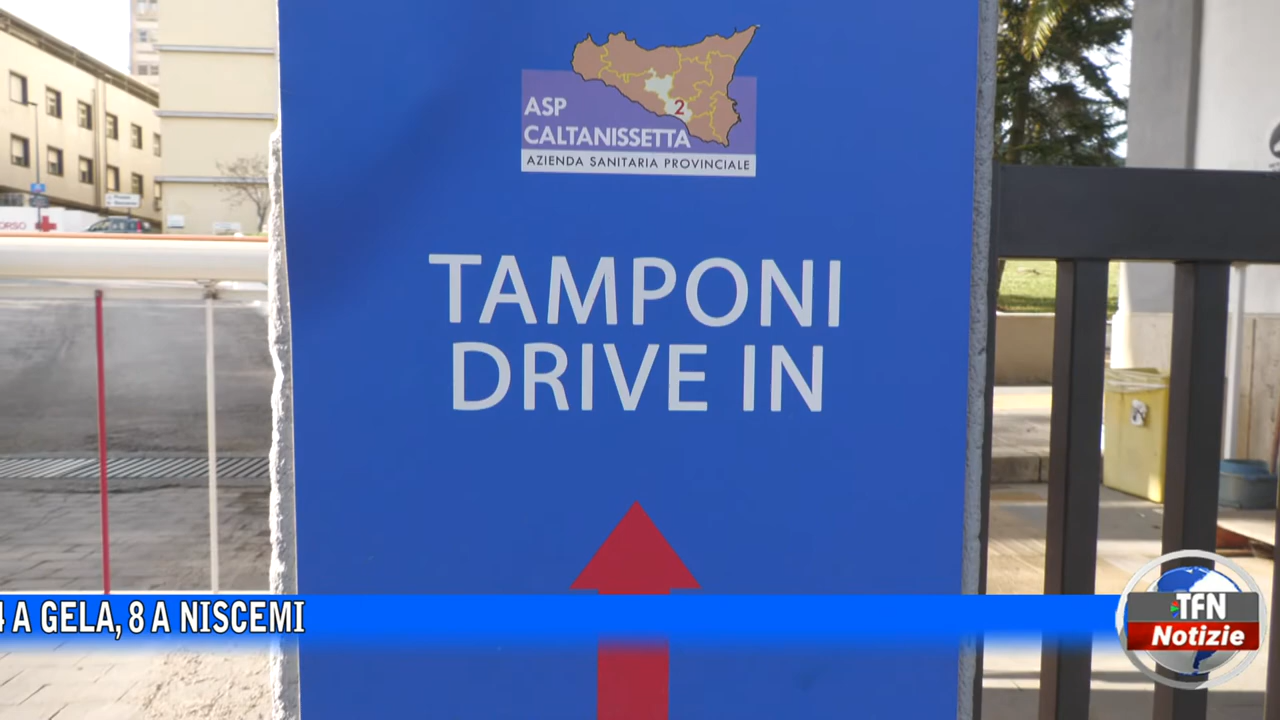 ASP
CALTANISSETTA
2
AZIENDA SANITARIA PROVINCIALE
TAMPONI
DRIVE IN
4 A GELA, 8 A NISCEMI
TFN
Notizie